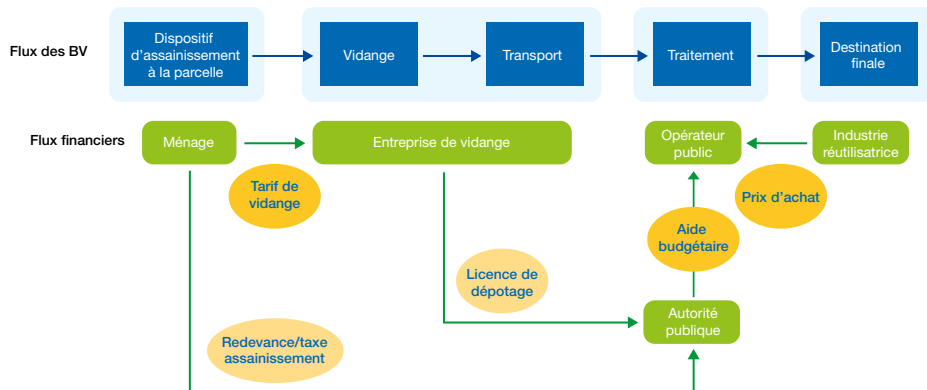 Flux des BV
Dispositif
d'assainissement
à la parcelle
Vidange
Transport
Traitement
Destination
finale
Flux financiers
Ménage
Entreprise de vidange
Opérateur
public
Industrie
réutilisatrice
Tarif de
vidange
Prix d'achat
Aide
budgétaire
Licence de
dépotage
Autorité
publique
Redevance/taxe
assainissement